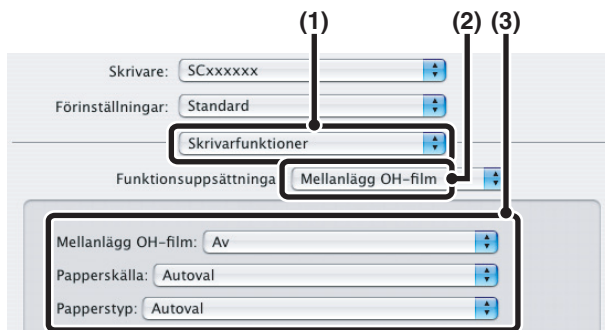 (1) (2) (3)
Skrivare: SCxxxxxx
Förinställningar: Standard
Skrivarfunktioner
Funktionsuppsättninga Mellanlägg OH-film
Mellanlägg OH-film: Av
Papperskälla: Autoval
Papperstyp: Autoval